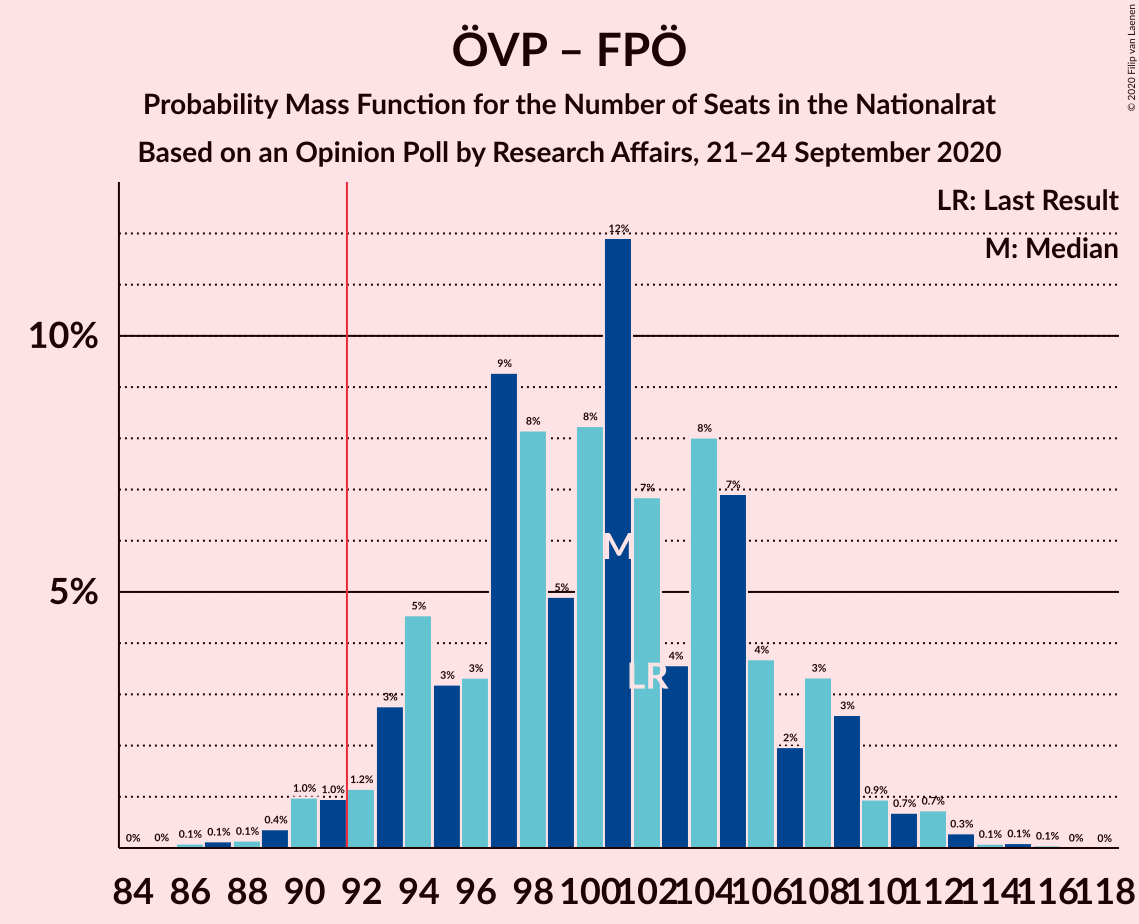 ÖVP – FPÖ
Probability Mass Function for the Number of Seats in the Nationalrat
Based on an Opinion Poll by Research Affairs, 21–24 September 2020
© 2020 Filip van Laenen
LR: Last Result
M: Median
10%
5%
0% 0% 0.1% 0.1% 0.1% 0.4% 1.0% 1.0% 1.2% 3% 5% 3% 3% 9% 8% 5% 8% 12% 7% 4% 8% 7% 4% 2% 3% 3% 0.9% 0.7% 0.7% 0.3% 0.1% 0.1% 0.1% 0% 0%
M
LR
84 86 88 90 92 94 96 98 100 102 104 106 108 110 112 114 116 118